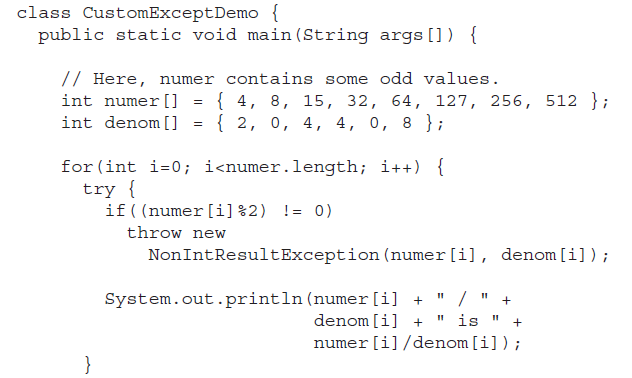 class CustomExceptDemo {
  public static void main(String args[]) {

    // Here, numer contains some odd values.
    int numer[] = { 4, 8, 15, 32, 64, 127, 256, 512 };
    int denom[] = { 2, 0, 4, 4, 0, 8 };

    for(int i=0; i<numer.length; i++) {
      try {
        if((numer[i]%2) != 0)
          throw new
            NonIntResultException(numer[i], denom[i]);

        System.out.println(numer[i] + " / " +
                           denom[i] + " is " +
                           numer[i]/denom[i]);
      }